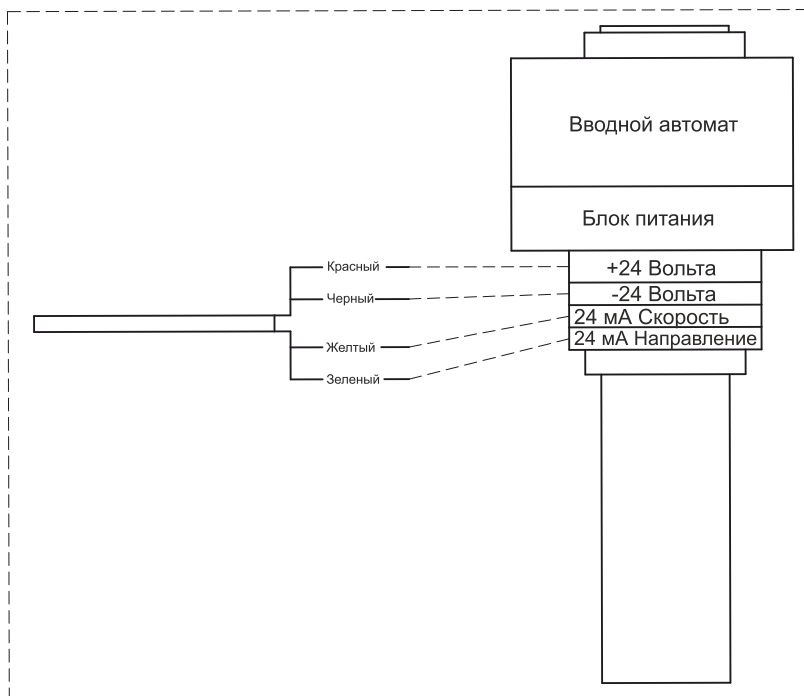 Вводной автомат
Блок питания
Красный
+24 Вольта
Черный
-24 Вольта
24 мА Скорость
Желтый
24 мА Направление
Зеленый